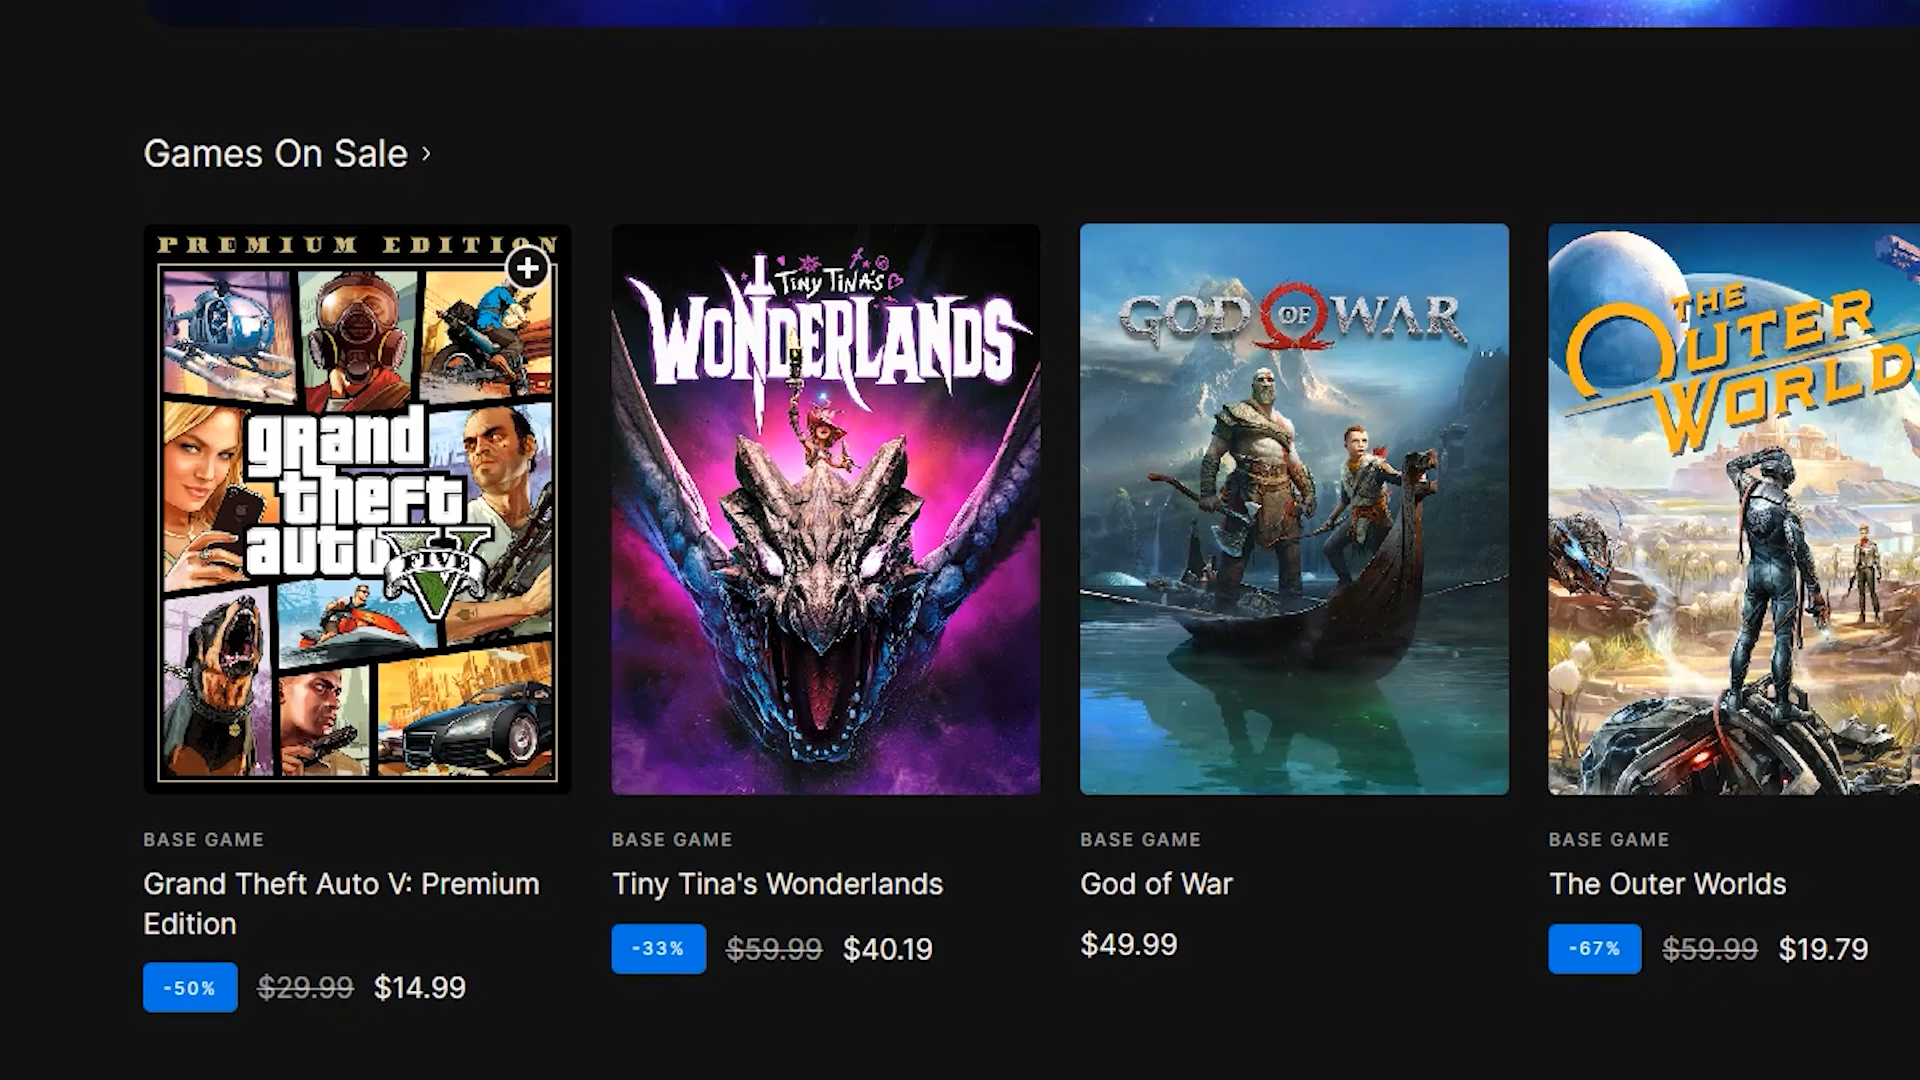 Games On Sale
PREMIUM EDITION
grand
theft
auto V
FIVE
TINY TINA'S
WONDERLANDS
GOD OF WAR
THE
OUTER
WORLDS
BASE GAME
Grand Theft Auto V: Premium
Edition
-50% $29.99 $14.99
BASE GAME
Tiny Tina's Wonderlands
-33% $59.99 $40.19
BASE GAME
God of War
$49.99
BASE GAME
The Outer Worlds
-67% $59.99 $19.79